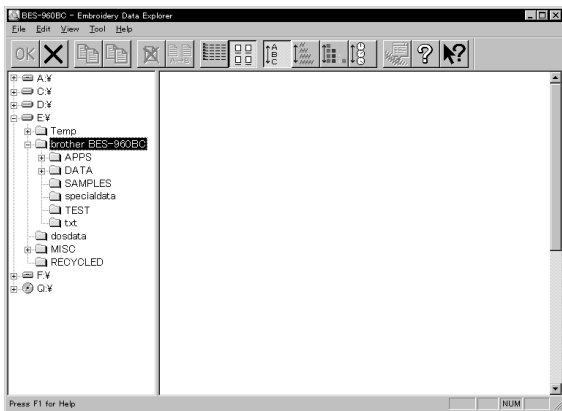 BES-960BC - Embroidery Data Explorer
File Edit View Tool Help
OK
A→B
A
B
C
A:¥
C:¥
D:¥
E:¥
Temp
brother BES-960BC
APPS
DATA
SAMPLES
specialdata
TEST
txt
dosdata
MISC
RECYCLED
F:¥
Q:¥
Press F1 for Help
NUM